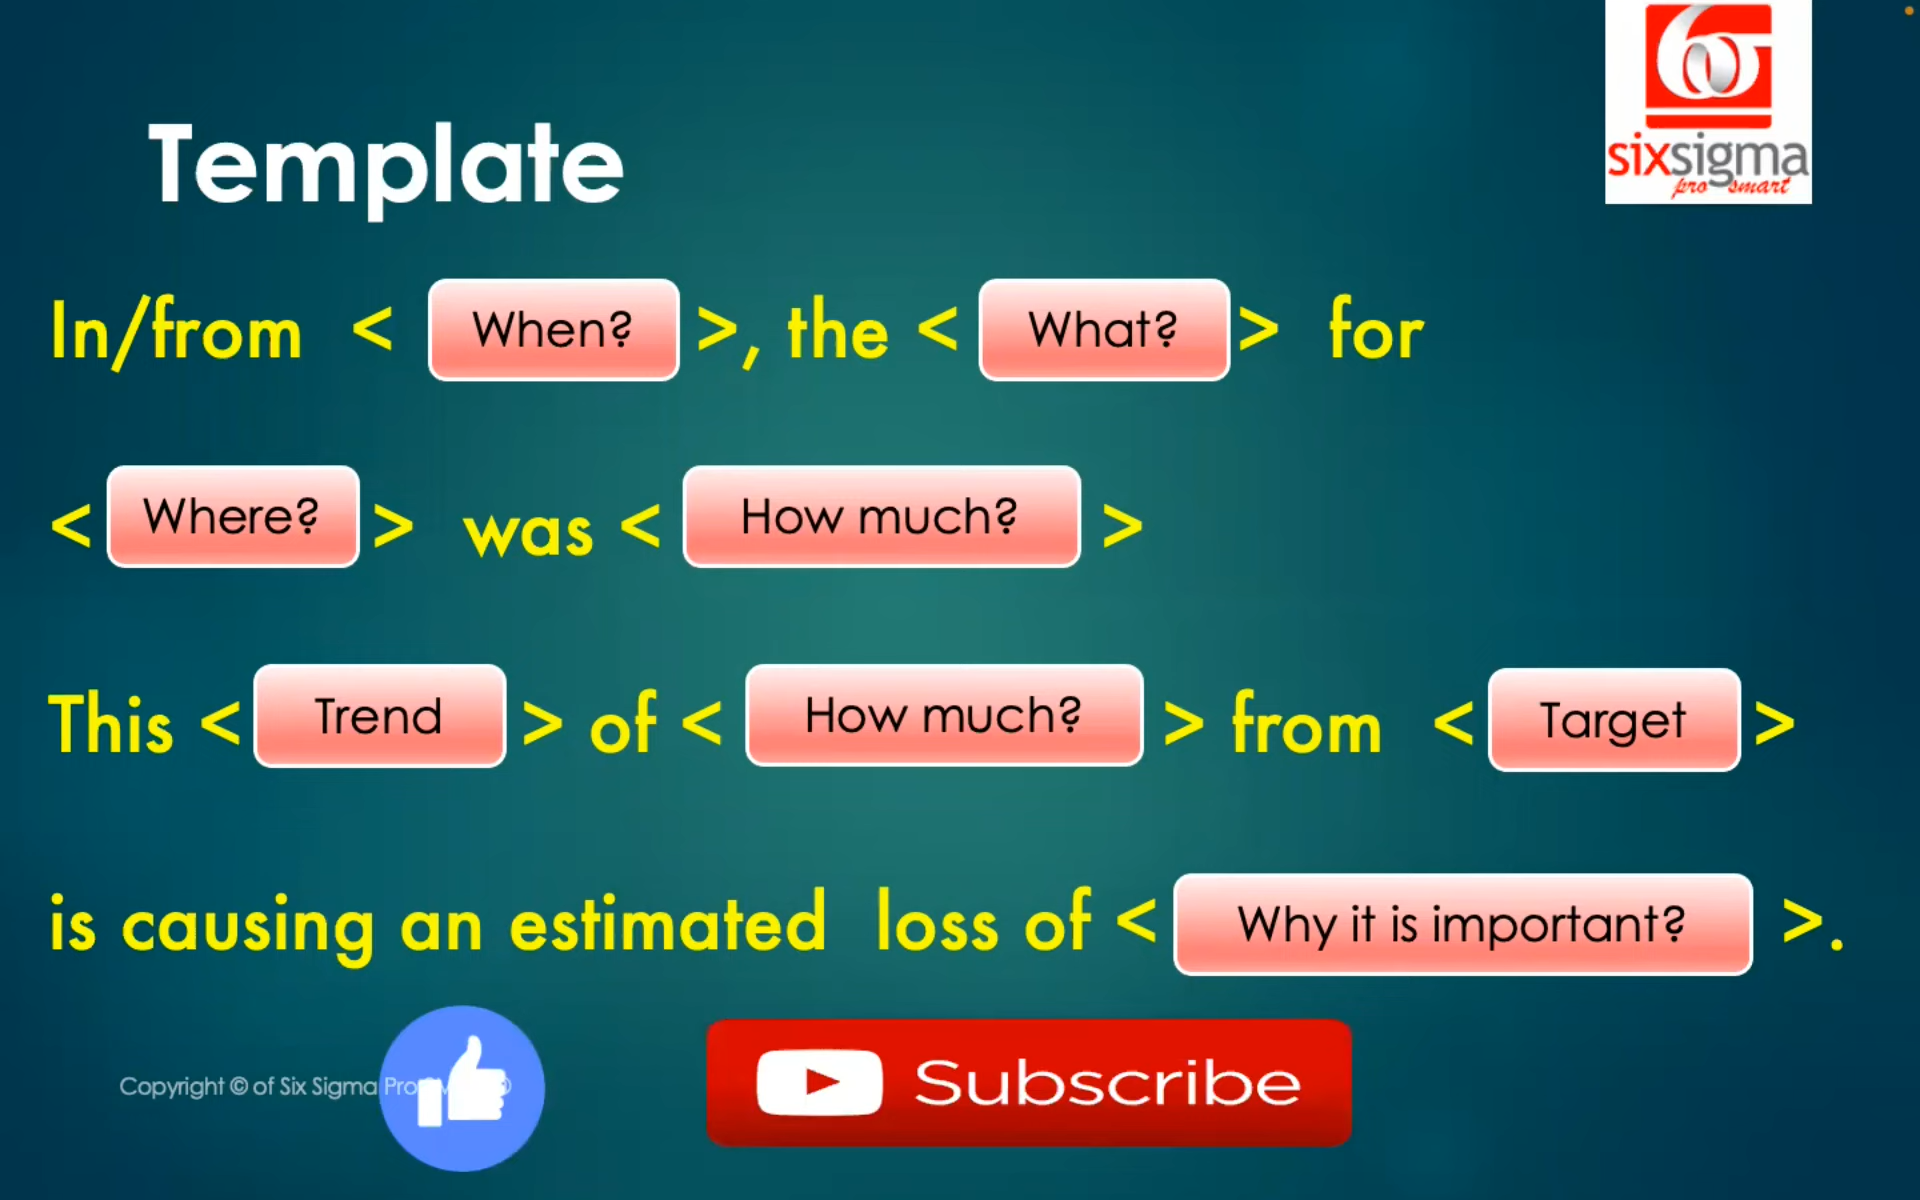 sixsigma
pro smart
Template
In/from < When? >, the < What? > for
< Where? > was < How much? >
This < Trend > of < How much? > from < Target >
is causing an estimated loss of < Why it is important? >.
Copyright © of Six Sigma Pro
Subscribe